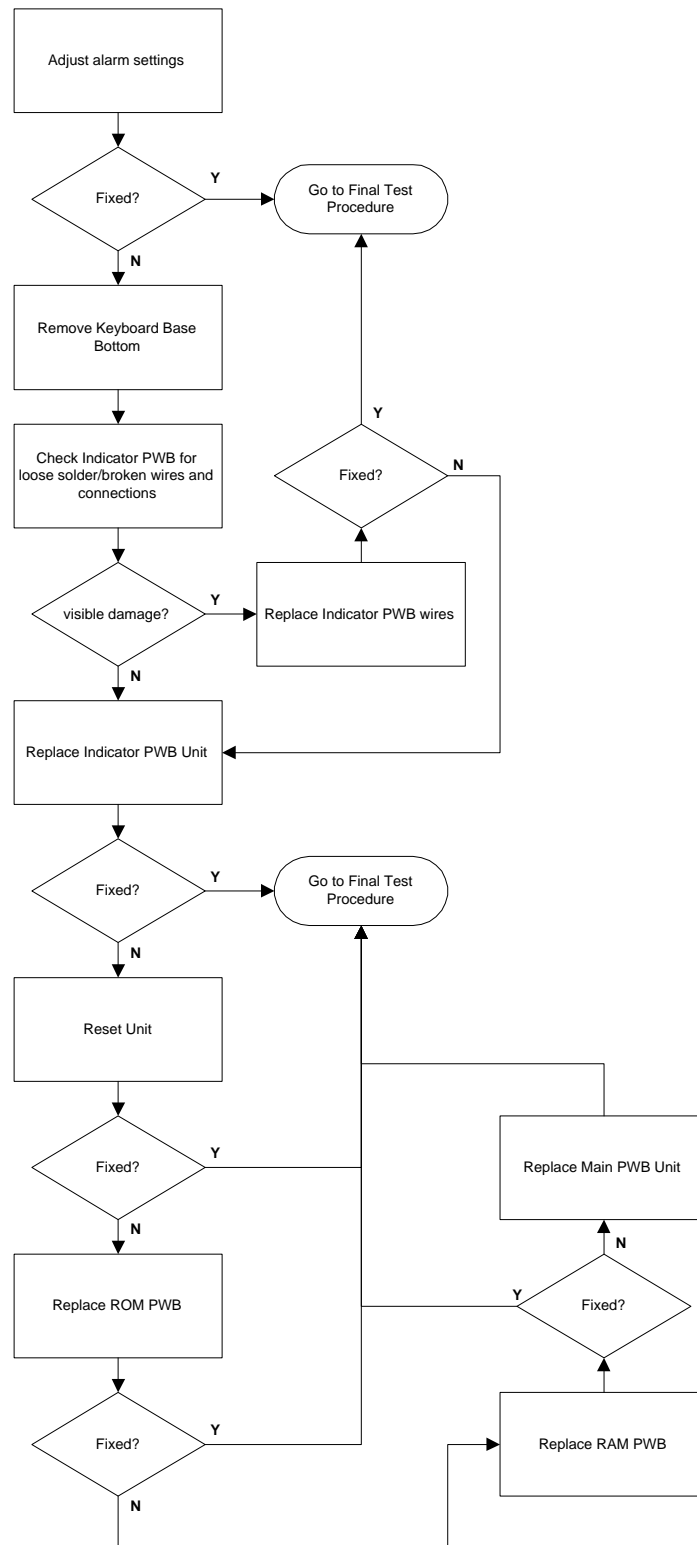 Adjust alarm settings
Fixed?
Y
Go to Final Test
Procedure
N
Remove Keyboard Base
Bottom
Check Indicator PWB for
loose solder/broken wires and
connections
Y
Fixed?
N
visible damage?
Y
Replace Indicator PWB wires
N
Replace Indicator PWB Unit
Fixed?
Y
Go to Final Test
Procedure
N
Reset Unit
Fixed?
Y
Replace Main PWB Unit
N
N
Replace ROM PWB
Y
Fixed?
Fixed?
Y
Replace RAM PWB
N